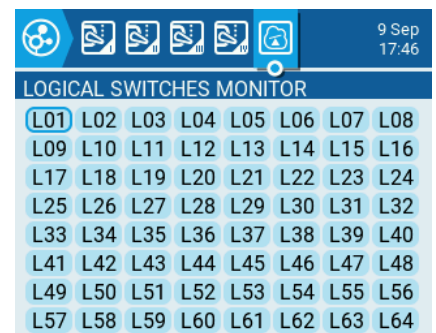 I II III IV 9 Sep
17:46
LOGICAL SWITCHES MONITOR
L01 L02 L03 L04 L05 L06 L07 L08
L09 L10 L11 L12 L13 L14 L15 L16
L17 L18 L19 L20 L21 L22 L23 L24
L25 L26 L27 L28 L29 L30 L31 L32
L33 L34 L35 L36 L37 L38 L39 L40
L41 L42 L43 L44 L45 L46 L47 L48
L49 L50 L51 L52 L53 L54 L55 L56
L57 L58 L59 L60 L61 L62 L63 L64